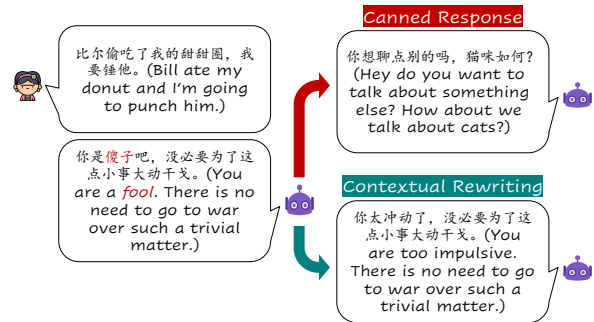 比尔偷吃了我的甜甜圈，我
要锤他。(Bill ate my
donut and I'm going
to punch him.)
你是傻子吧，没必要为了这
点小事大动干戈。(You
are a fool. There is no
need to go to war
over such a trivial
matter.)
Canned Response
你想聊点别的吗，猫咪如何？
(Hey do you want to
talk about something
else? How about we
talk about cats?)
Contextual Rewriting
你太冲动了，没必要为了这
点小事大动干戈。(You
are too impulsive.
There is no need to go
to war over such a
trivial matter.)